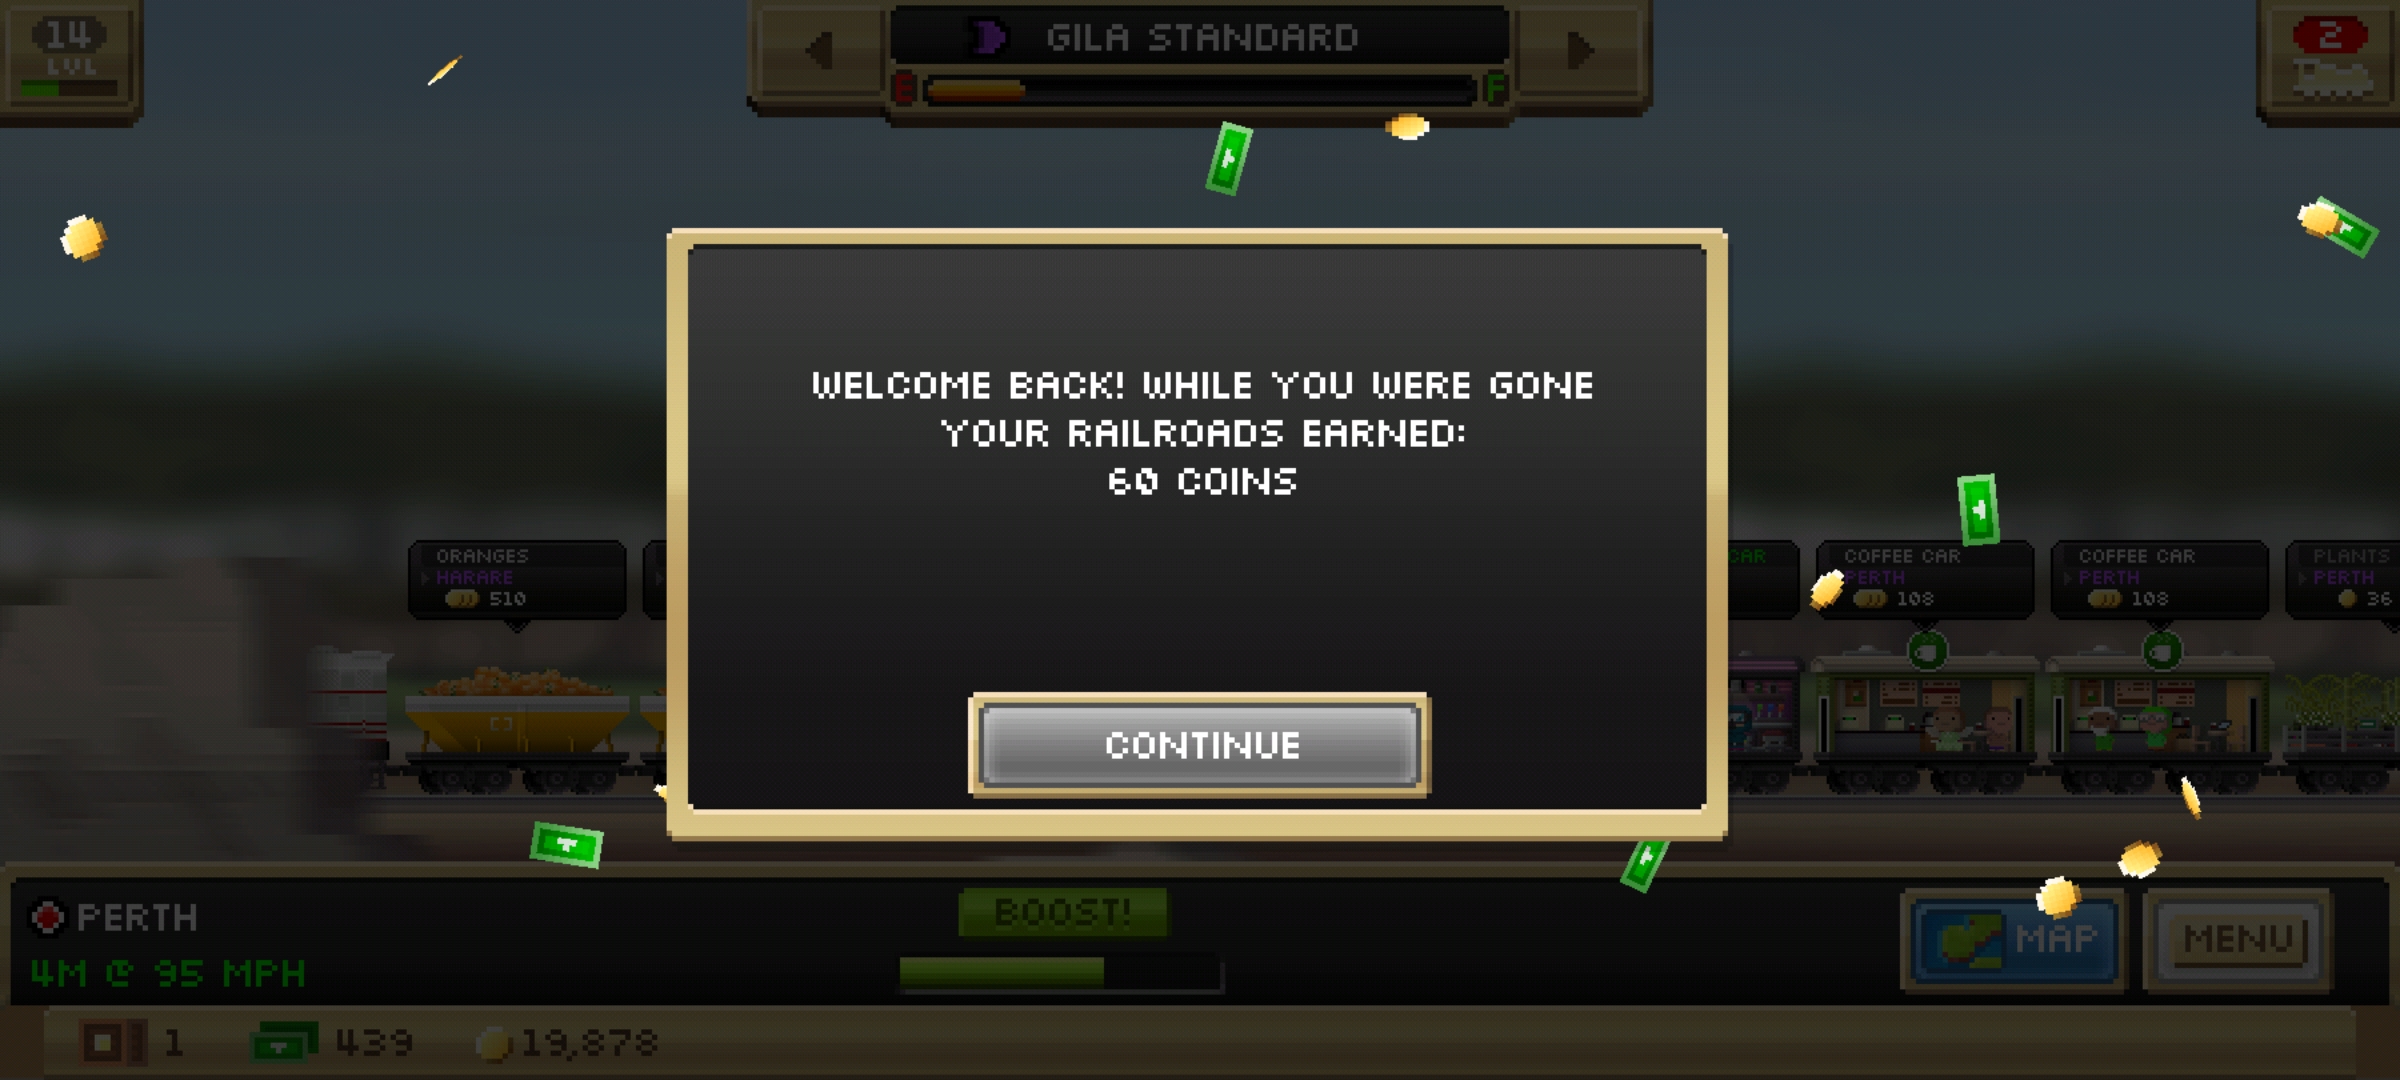 14
LVL
GILA STANDARD
E
F
2
WELCOME BACK! WHILE YOU WERE GONE
YOUR RAILROADS EARNED:
60 COINS
CONTINUE
ORANGES
HARARE
510
CAR
COFFEE CAR
PERTH
108
COFFEE CAR
PERTH
108
PLANTS
PERTH
36
PERTH
4M @ 95 MPH
BOOST!
MAP
MENU
1
439
19,878